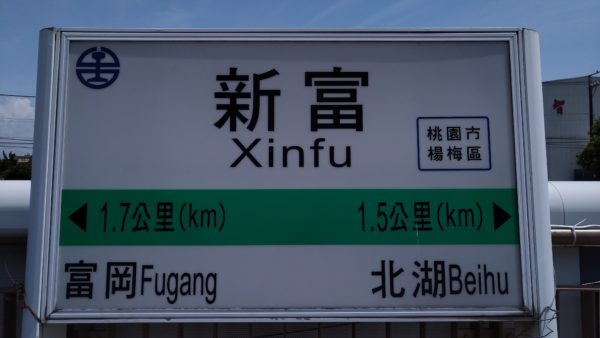 新富
Xinfu
桃園市
楊梅區
1.7公里(km) 1.5公里(km)
富岡Fugang 北湖Beihu